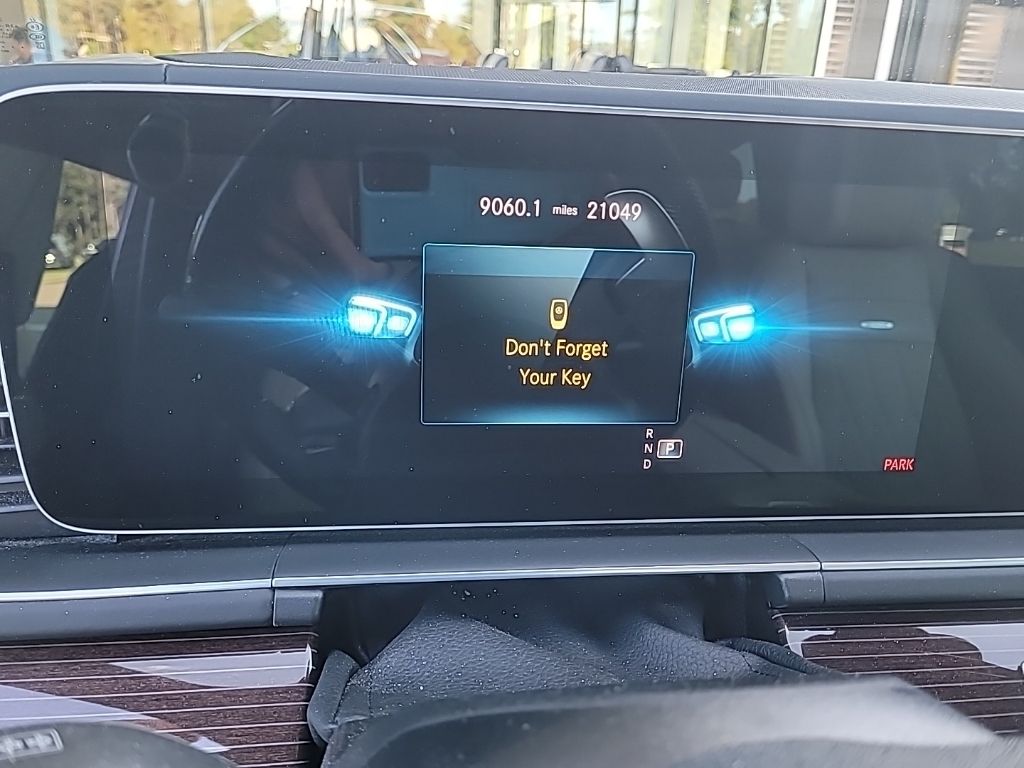 9060.1 miles 21049
Don't Forget
Your Key
R
N P
D
PARK